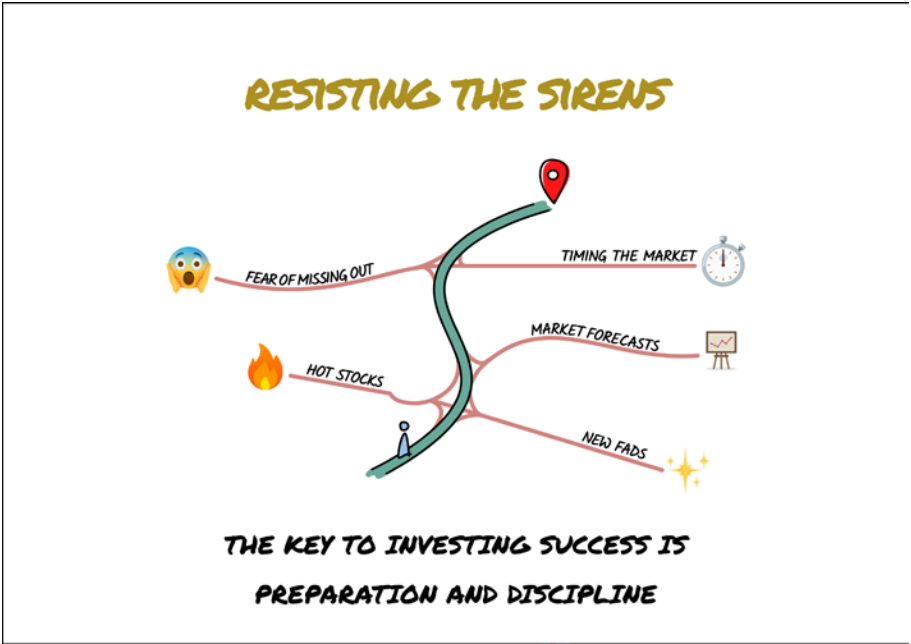 RESISTING THE SIRENS
FEAR OF MISSING OUT
TIMING THE MARKET
MARKET FORECASTS
HOT STOCKS
NEW FADS
THE KEY TO INVESTING SUCCESS IS
PREPARATION AND DISCIPLINE